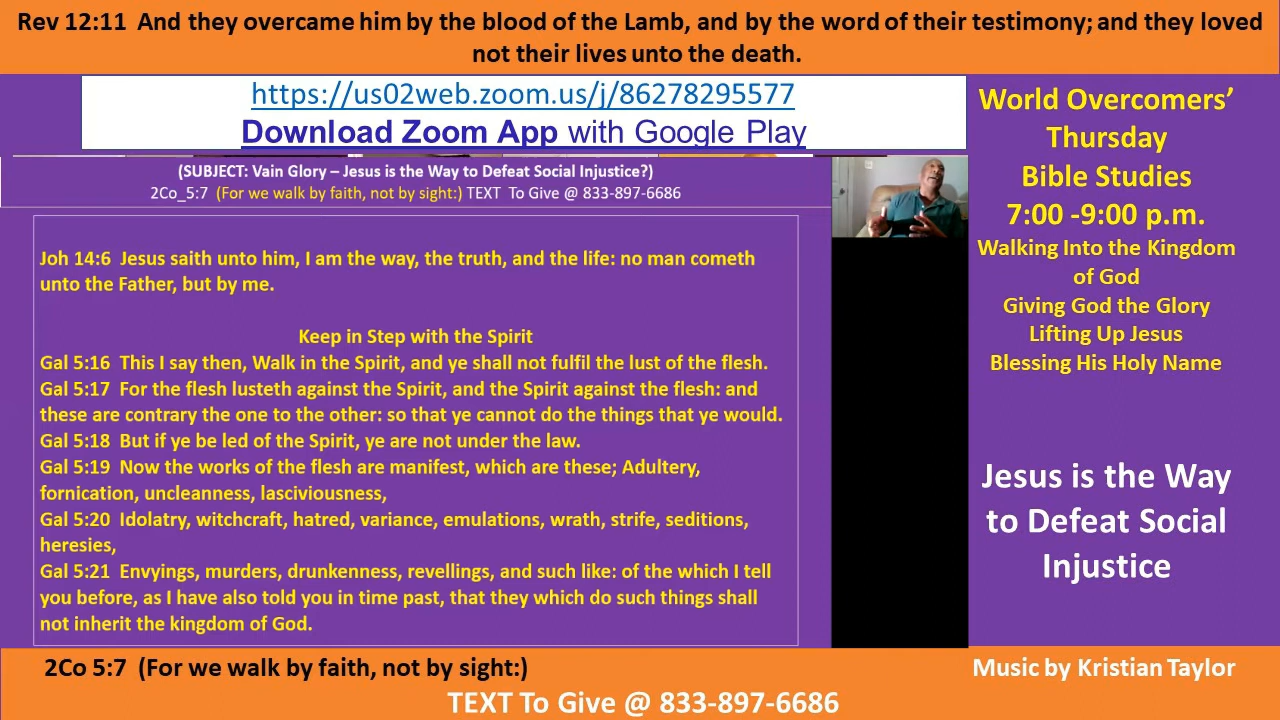 Rev 12:11  And they overcame him by the blood of the Lamb, and by the word of their testimony; and they loved
not their lives unto the death.
https://us02web.zoom.us/j/86278295577
Download Zoom App with Google Play
(SUBJECT: Vain Glory – Jesus is the Way to Defeat Social Injustice?)
2Co_5:7  (For we walk by faith, not by sight:) TEXT  To Give @ 833-897-6686
Joh 14:6  Jesus saith unto him, I am the way, the truth, and the life: no man cometh
unto the Father, but by me.
Keep in Step with the Spirit
Gal 5:16  This I say then, Walk in the Spirit, and ye shall not fulfil the lust of the flesh.
Gal 5:17  For the flesh lusteth against the Spirit, and the Spirit against the flesh: and
these are contrary the one to the other: so that ye cannot do the things that ye would.
Gal 5:18  But if ye be led of the Spirit, ye are not under the law.
Gal 5:19  Now the works of the flesh are manifest, which are these; Adultery,
fornication, uncleanness, lasciviousness,
Gal 5:20  Idolatry, witchcraft, hatred, variance, emulations, wrath, strife, seditions,
heresies,
Gal 5:21  Envyings, murders, drunkenness, revellings, and such like: of the which I tell
you before, as I have also told you in time past, that they which do such things shall
not inherit the kingdom of God.
World Overcomers’
Thursday
Bible Studies
7:00 -9:00 p.m.
Walking Into the Kingdom
of God
Giving God the Glory
Lifting Up Jesus
Blessing His Holy Name
Jesus is the Way
to Defeat Social
Injustice
2Co 5:7  (For we walk by faith, not by sight:)
Music by Kristian Taylor
TEXT To Give @ 833-897-6686